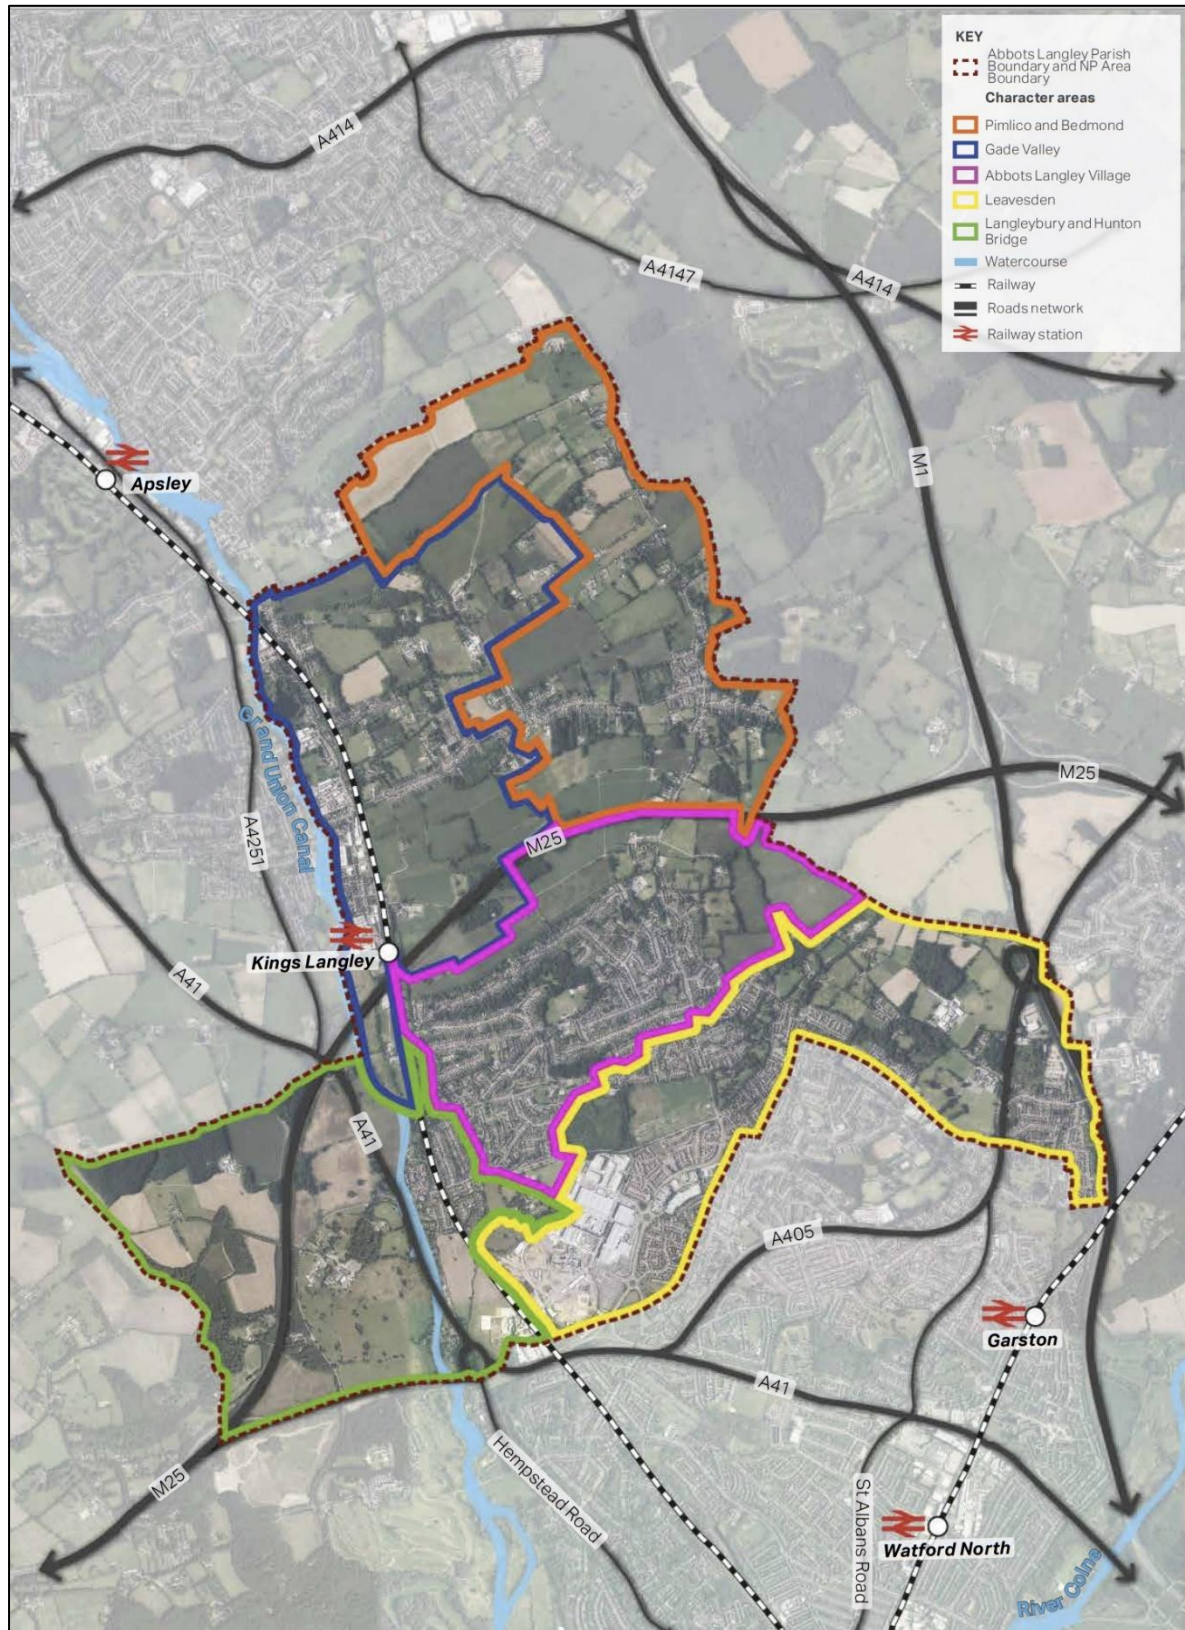 KEY
Abbots Langley Parish
Boundary and NP Area
Boundary
Character areas
Pimlico and Bedmond
Gade Valley
Abbots Langley Village
Leavesden
Langleybury and Hunton
Bridge
Watercourse
Railway
Roads network
Railway station
A414
A4147
A414
M1
Apsley
Grand Union Canal
A4251
M25
M25
Kings Langley
A41
A41
A405
Garston
A41
M25
Hempstead Road
St Albans Road
Watford North
River Colne